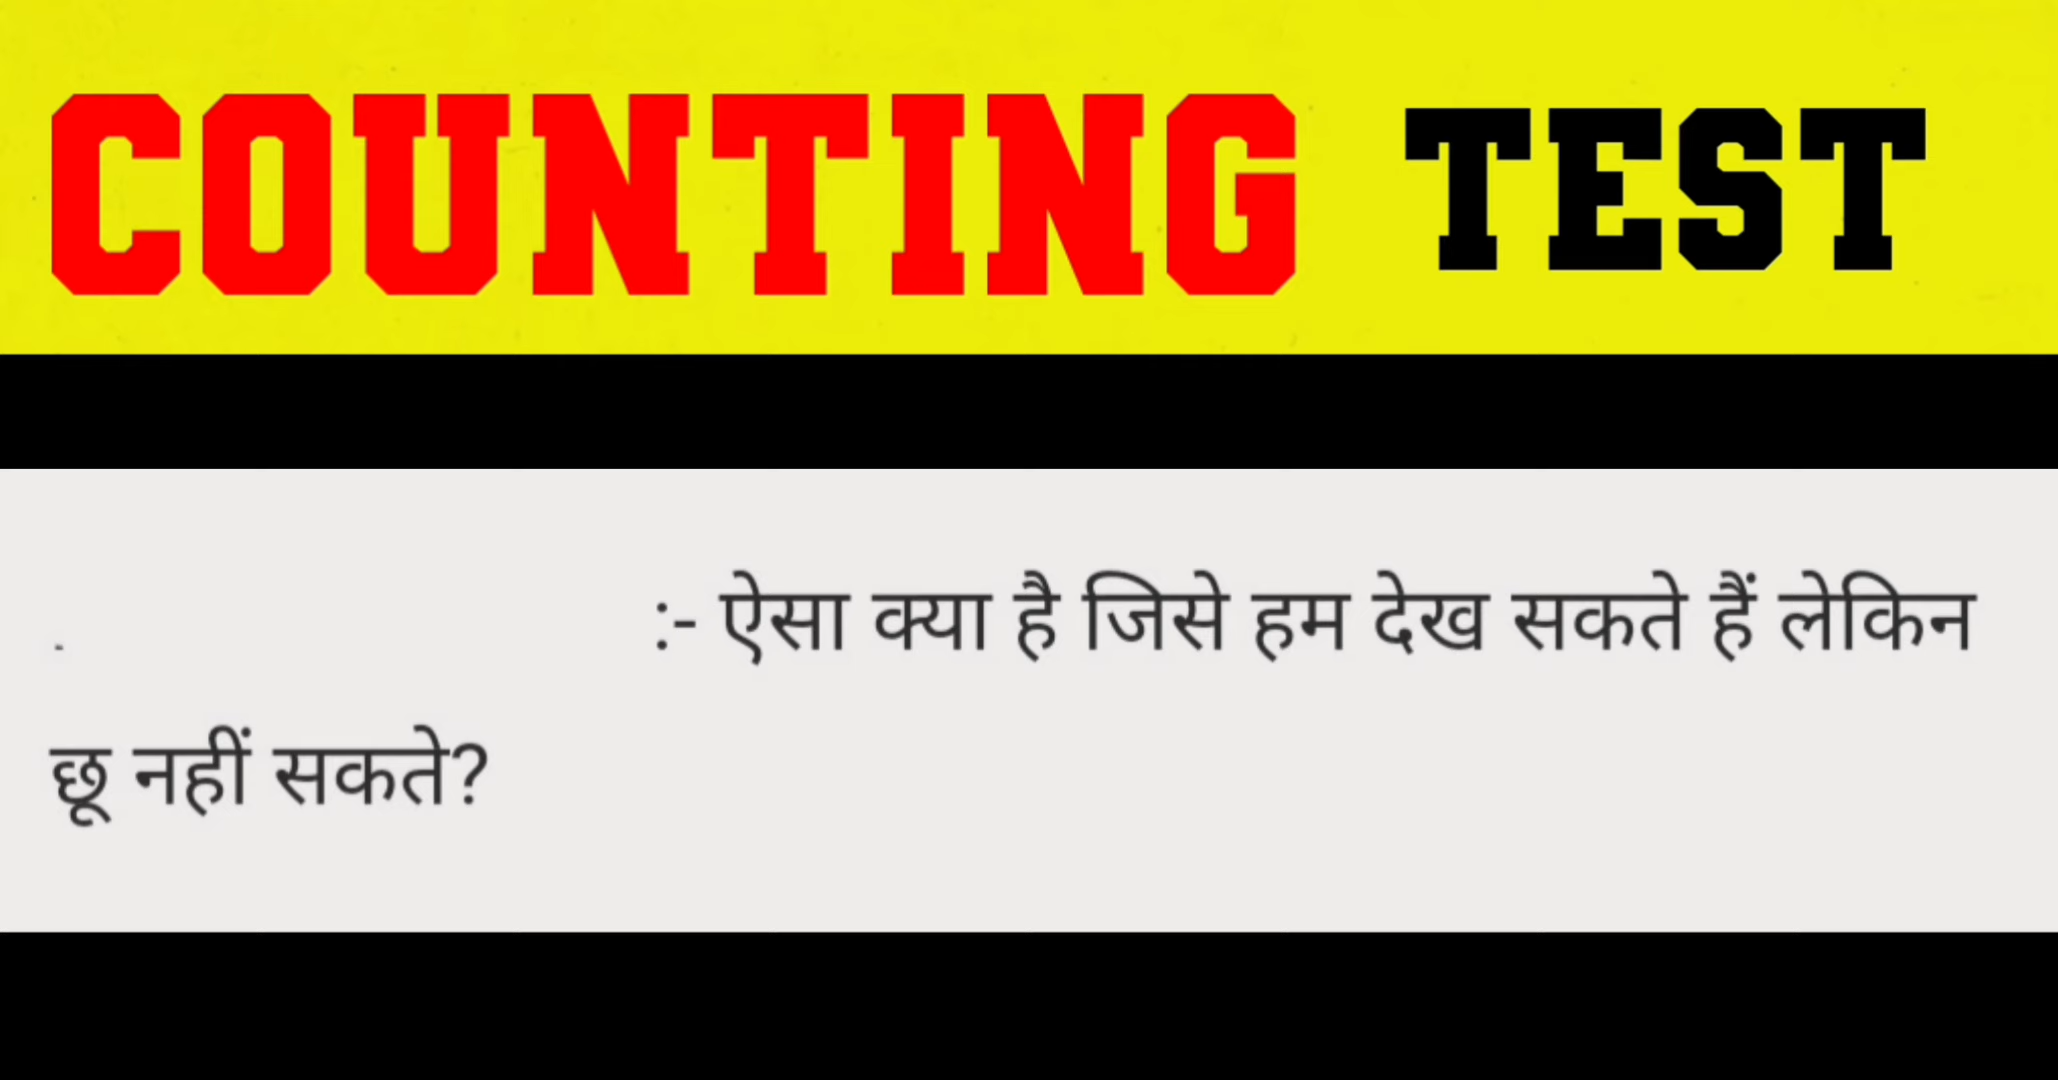 COUNTING TEST
:- ऐसा क्या है जिसे हम देख सकते हैं लेकिन
छू नहीं सकते?